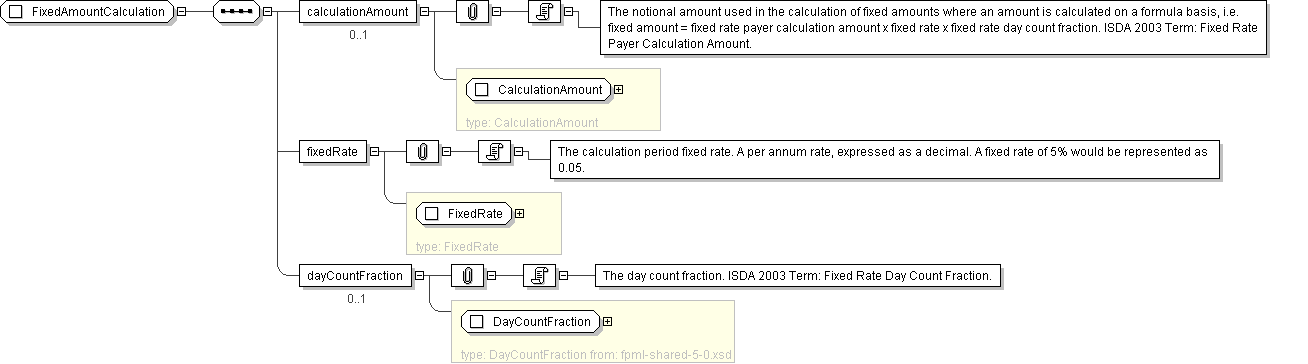 FixedAmountCalculation
calculationAmount
0..1
The notional amount used in the calculation of fixed amounts where an amount is calculated on a formula basis, i.e.
fixed amount = fixed rate payer calculation amount x fixed rate x fixed rate day count fraction. ISDA 2003 Term: Fixed Rate
Payer Calculation Amount.
CalculationAmount
type: CalculationAmount
fixedRate
The calculation period fixed rate. A per annum rate, expressed as a decimal. A fixed rate of 5% would be represented as
0.05.
FixedRate
type: FixedRate
dayCountFraction
0..1
The day count fraction. ISDA 2003 Term: Fixed Rate Day Count Fraction.
DayCountFraction
type: DayCountFraction from: fpml-shared-5-0.xsd